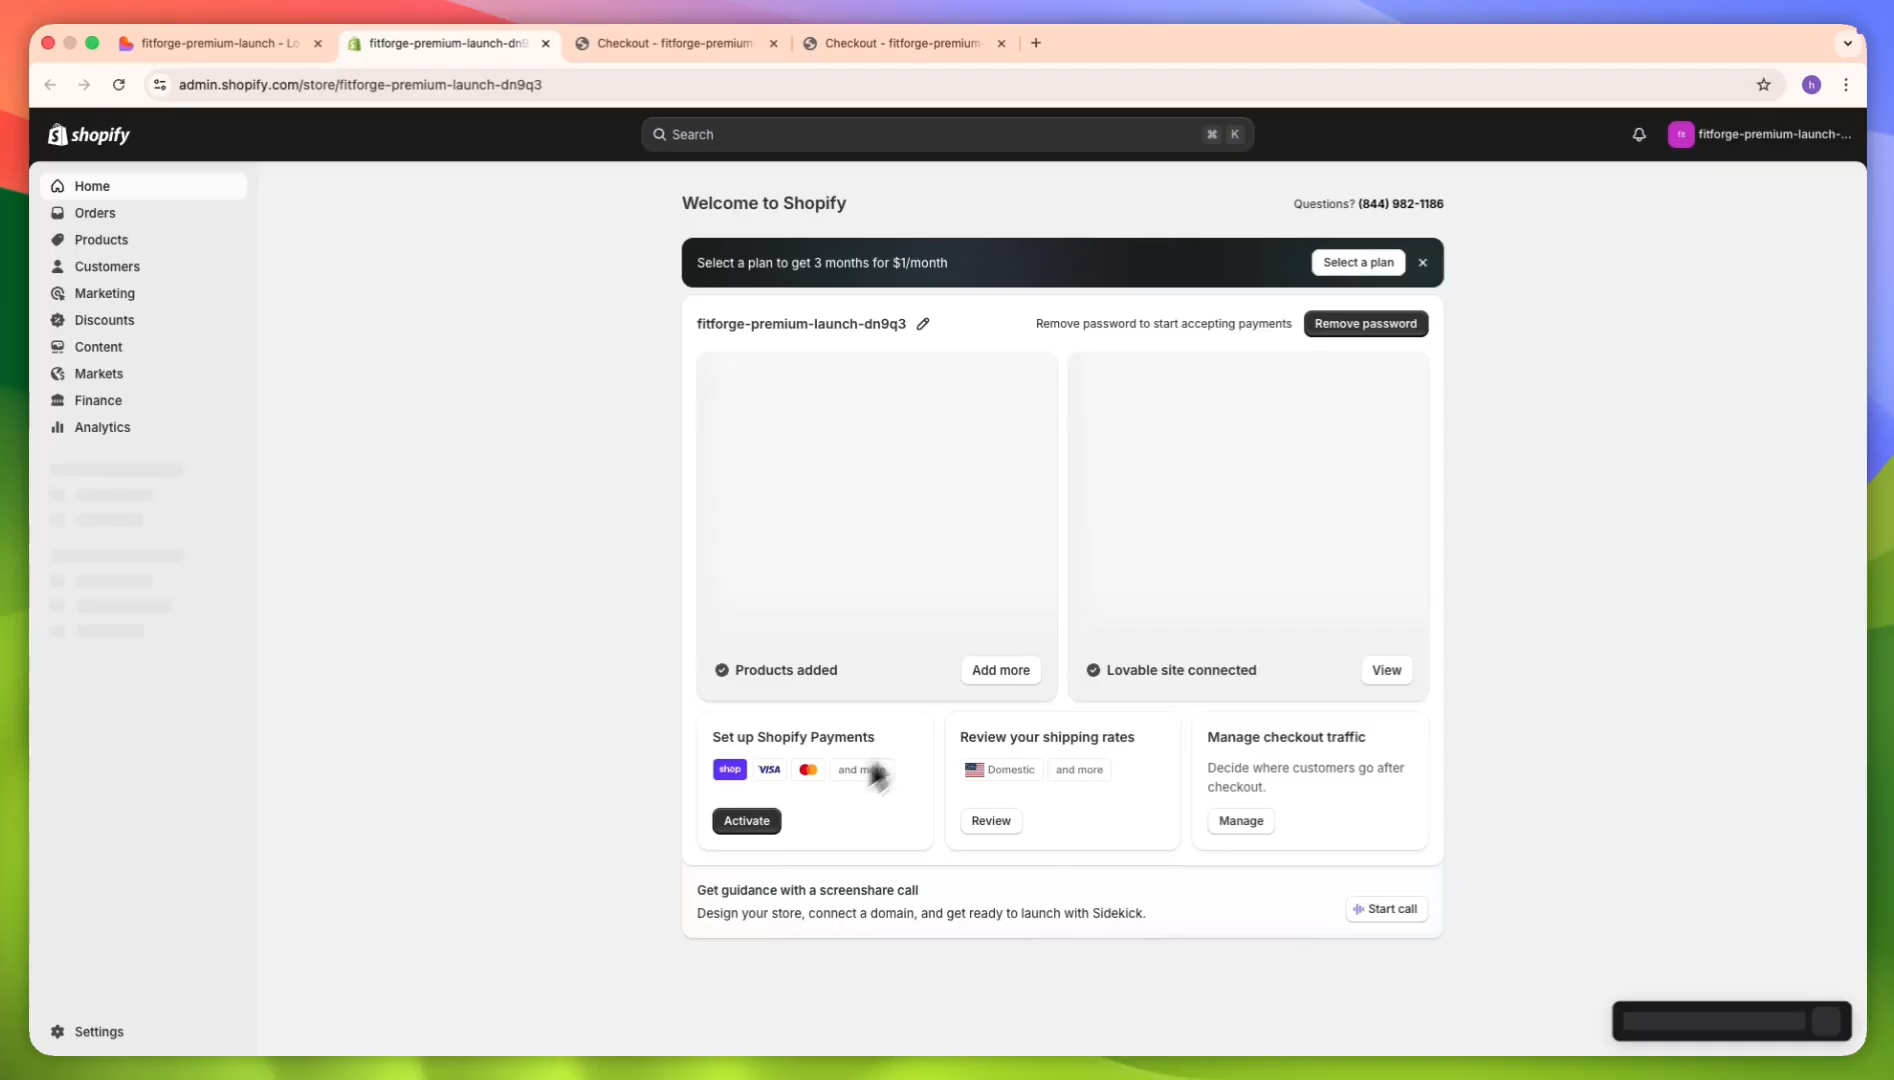 fitforge-premium-launch - Lo
fitforge-premium-launch-dn9
Checkout - fitforge-premium-
Checkout - fitforge-premium-
admin.shopify.com/store/fitforge-premium-launch-dn9q3
h
shopify
Search
⌘ K
fitforge-premium-launch-...
Home
Orders
Products
Customers
Marketing
Discounts
Content
Markets
Finance
Analytics
Settings
Welcome to Shopify
Questions? (844) 982-1186
Select a plan to get 3 months for $1/month
Select a plan
fitforge-premium-launch-dn9q3
Remove password to start accepting payments
Remove password
Products added
Add more
Lovable site connected
View
Set up Shopify Payments
shop VISA and
Activate
Review your shipping rates
Domestic and more
Review
Manage checkout traffic
Decide where customers go after
checkout.
Manage
Get guidance with a screenshare call
Design your store, connect a domain, and get ready to launch with Sidekick.
Start call